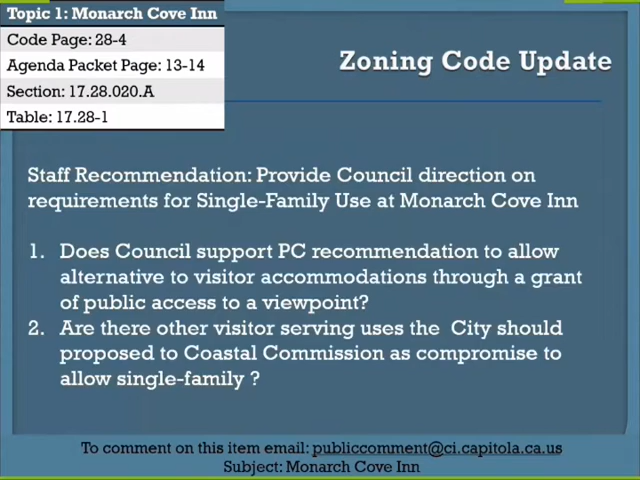 Topic 1: Monarch Cove Inn
Code Page: 28-4
Agenda Packet Page: 13-14
Section: 17.28.020.A
Table: 17.28-1
Zoning Code Update
Staff Recommendation: Provide Council direction on
requirements for Single-Family Use at Monarch Cove Inn
1. Does Council support PC recommendation to allow
alternative to visitor accommodations through a grant
of public access to a viewpoint?
2. Are there other visitor serving uses the City should
proposed to Coastal Commission as compromise to
allow single-family ?
To comment on this item email: publiccomment@ci.capitola.ca.us
Subject: Monarch Cove Inn